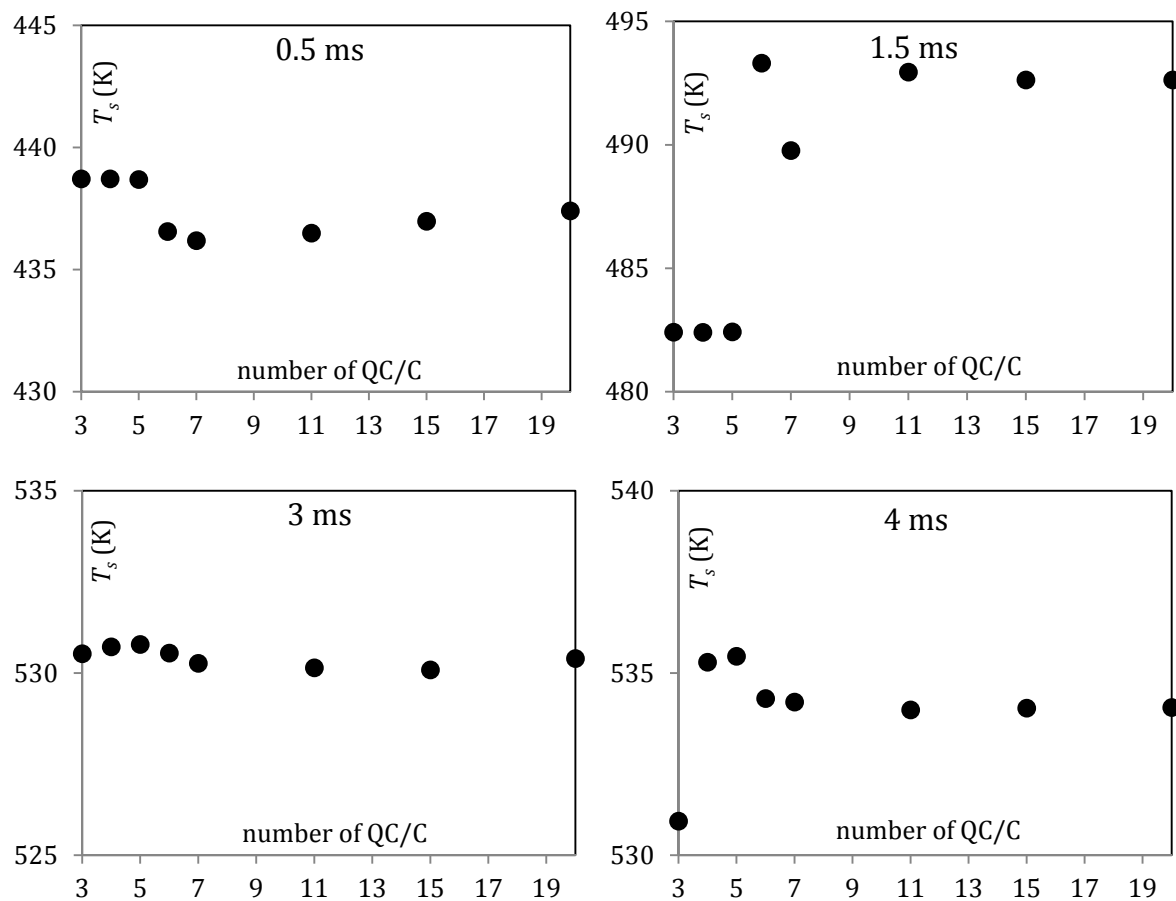 445
0.5 ms
T_s (K)
440
435
number of QC/C
430
3 5 7 9 11 13 15 17 19
495
1.5 ms
T_s (K)
490
485
number of QC/C
480
3 5 7 9 11 13 15 17 19
535
3 ms
T_s (K)
530
number of QC/C
525
3 5 7 9 11 13 15 17 19
540
4 ms
T_s (K)
535
number of QC/C
530
3 5 7 9 11 13 15 17 19